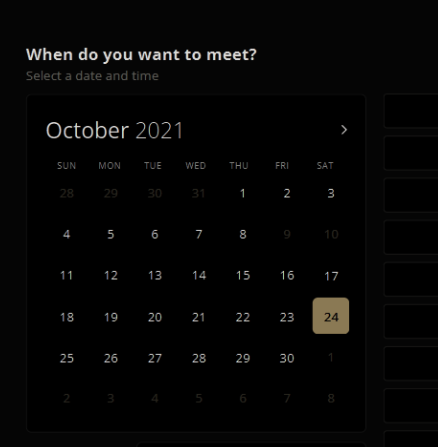 When do you want to meet?
Select a date and time
October 2021
SUN MON TUE WED THU FRI SAT
28 29 30 31 1 2 3
4 5 6 7 8 9 10
11 12 13 14 15 16 17
18 19 20 21 22 23 24
25 26 27 28 29 30 1
2 3 4 5 6 7 8